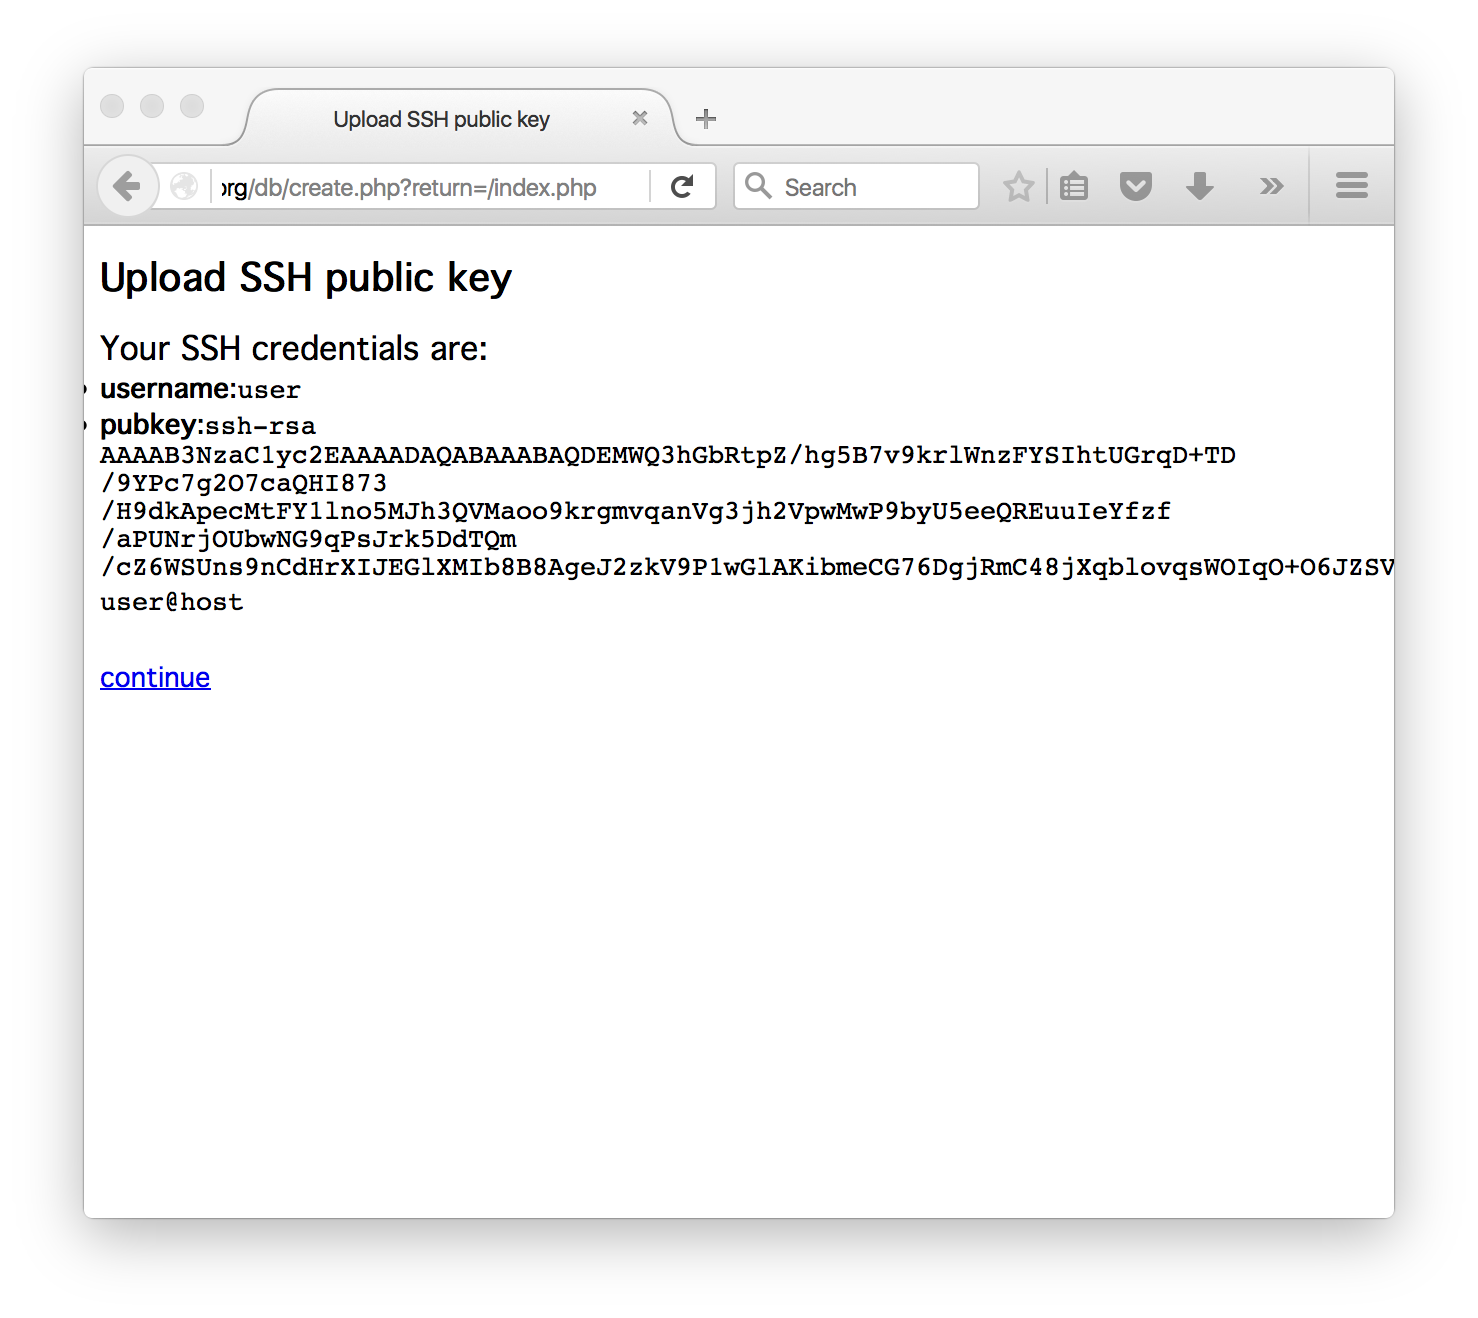 Upload SSH public key
org/db/create.php?return=/index.php
Search
Upload SSH public key
Your SSH credentials are:
username:user
pubkey:ssh-rsa
AAAAB3NzaC1yc2EAAAADAQABAAABAQDEMWQ3hGbRtpZ/hg5B7v9krlWnzFYSIhtUGrqD+TD
/9YPc7g2O7caQHI873
/H9dkApecMtFY1lno5MJh3QVMaoo9krgmvqanVg3jh2VpwMwP9byU5eeQREuuIeYfzf
/aPUNrjOUbwNG9qPsJrk5DdTQm
/cZ6WSUns9nCdHrXIJEGlXMIb8B8AgeJ2zkV9P1wGlAKibmeCG76DgjRmC48jXqblovqsWOIqO+O6JZSV
user@host
continue